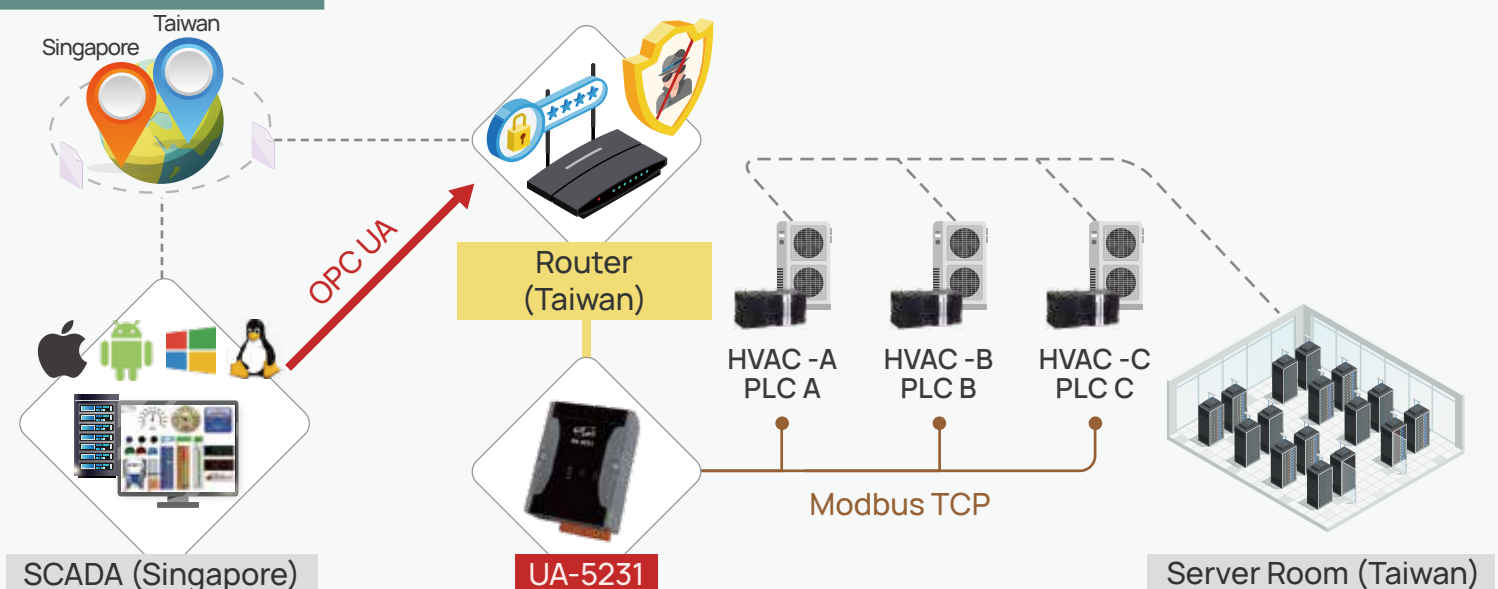 Taiwan
Singapore
OPC UA
Router
(Taiwan)
HVAC -A
PLC A
HVAC -B
PLC B
HVAC -C
PLC C
Modbus TCP
SCADA (Singapore)
UA-5231
Server Room (Taiwan)